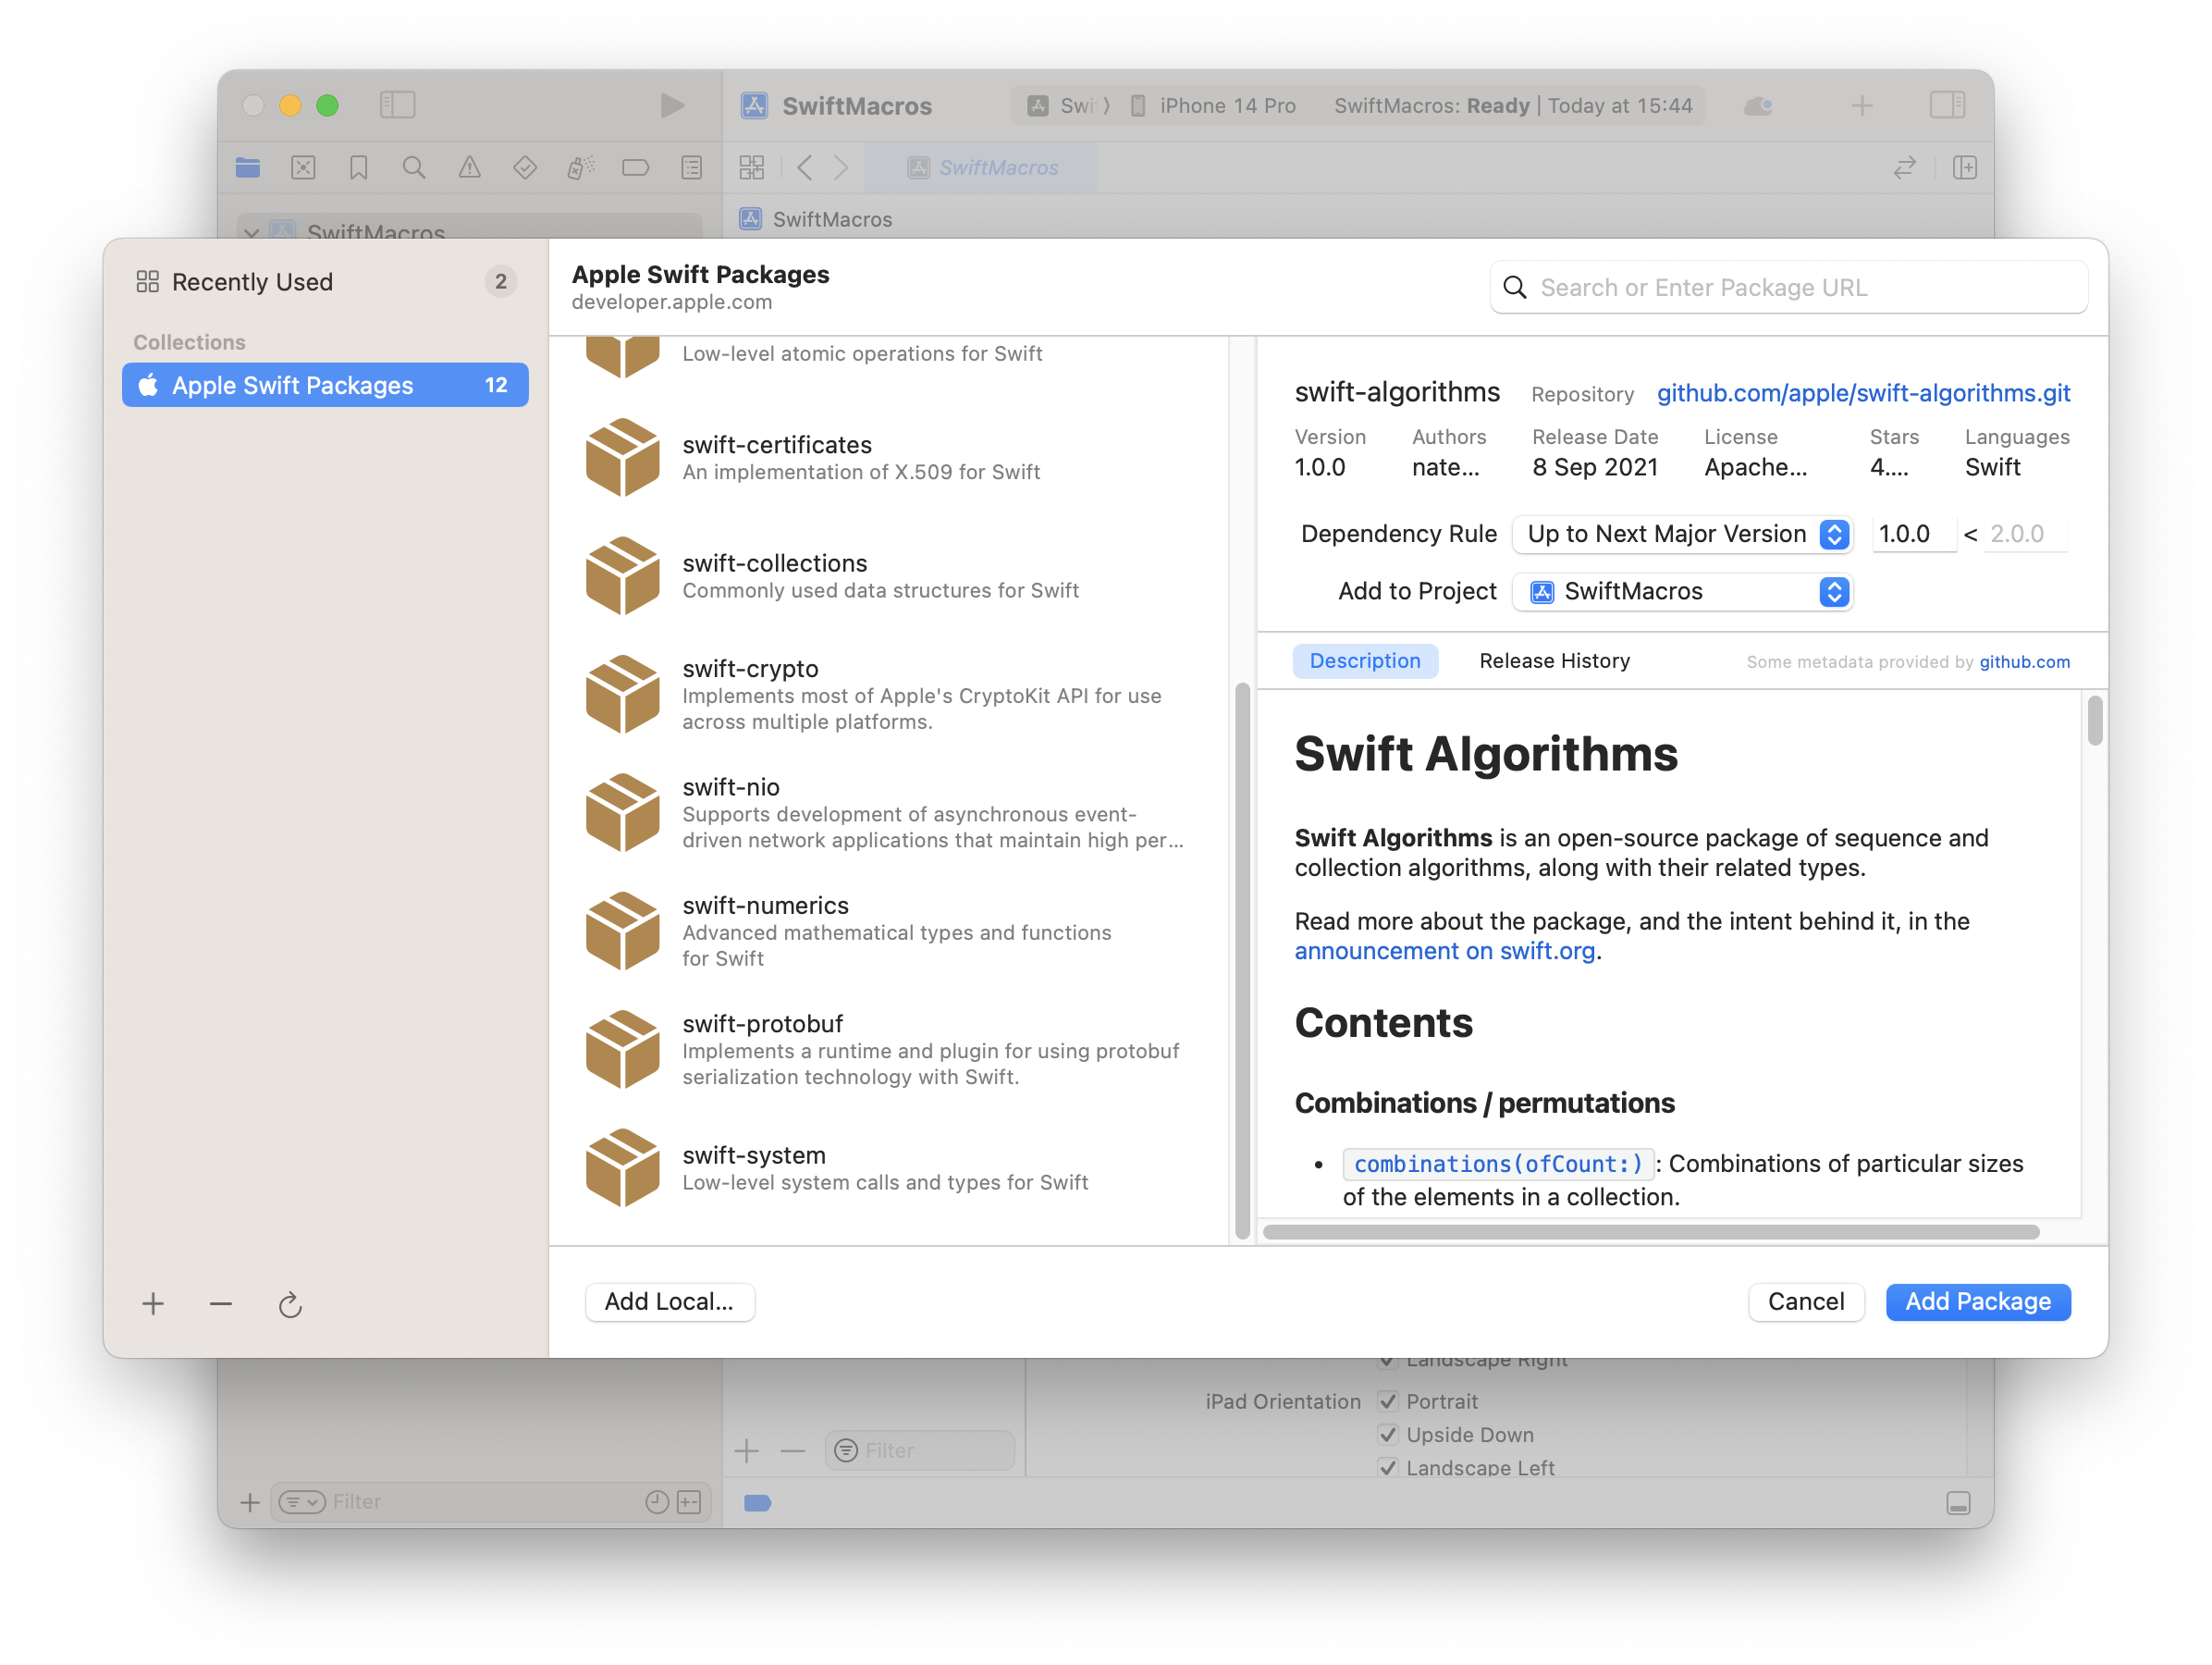 SwiftMacros
Swi
iPhone 14 Pro
SwiftMacros: Ready | Today at 15:44
SwiftMacros
SwiftMacros
SwiftMacros
Recently Used
2
Collections
Apple Swift Packages
12
Apple Swift Packages
developer.apple.com
Search or Enter Package URL
Low-level atomic operations for Swift
swift-certificates
An implementation of X.509 for Swift
swift-collections
Commonly used data structures for Swift
swift-crypto
Implements most of Apple's CryptoKit API for use
across multiple platforms.
swift-nio
Supports development of asynchronous event-
driven network applications that maintain high per...
swift-numerics
Advanced mathematical types and functions
for Swift
swift-protobuf
Implements a runtime and plugin for using protobuf
serialization technology with Swift.
swift-system
Low-level system calls and types for Swift
swift-algorithms Repository github.com/apple/swift-algorithms.git
Version Authors Release Date License Stars Languages
1.0.0 nate... 8 Sep 2021 Apache... 4.... Swift
Dependency Rule Up to Next Major Version 1.0.0 < 2.0.0
Add to Project SwiftMacros
Description Release History Some metadata provided by github.com
Swift Algorithms
Swift Algorithms is an open-source package of sequence and
collection algorithms, along with their related types.
Read more about the package, and the intent behind it, in the
announcement on swift.org.
Contents
Combinations / permutations
• combinations(ofCount:): Combinations of particular sizes
of the elements in a collection.
Add Local...
Cancel
Add Package
Landscape Right
iPad Orientation Portrait
Upside Down
Landscape Left
Filter
Filter